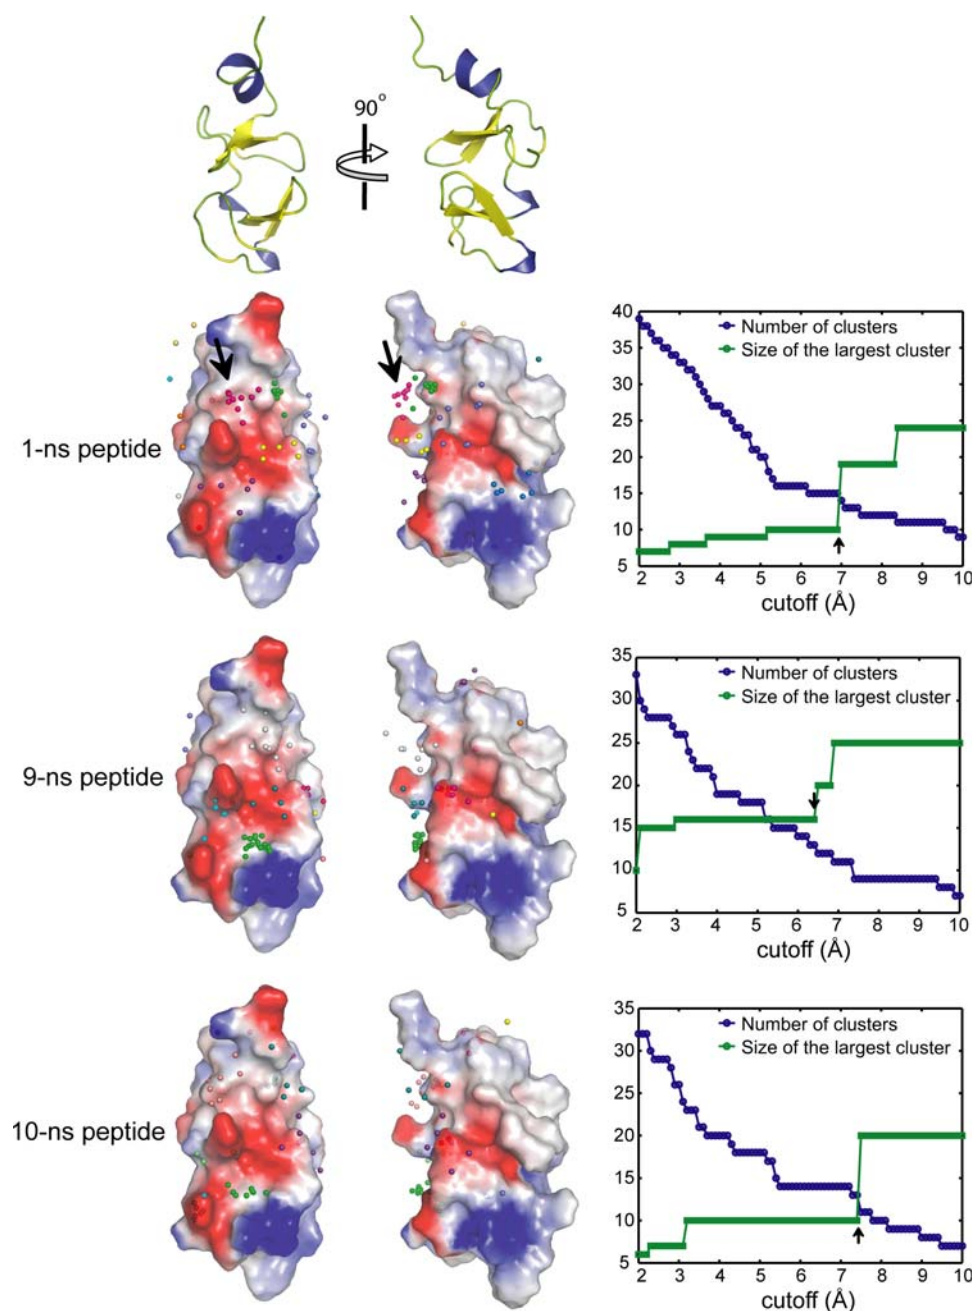 90°
1-ns peptide
40
35
30
25
20
15
10
5
Number of clusters
Size of the largest cluster
2 3 4 5 6 7 8 9 10
cutoff (Å)
9-ns peptide
35
30
25
20
15
10
5
Number of clusters
Size of the largest cluster
2 3 4 5 6 7 8 9 10
cutoff (Å)
10-ns peptide
35
30
25
20
15
10
5
Number of clusters
Size of the largest cluster
2 3 4 5 6 7 8 9 10
cutoff (Å)